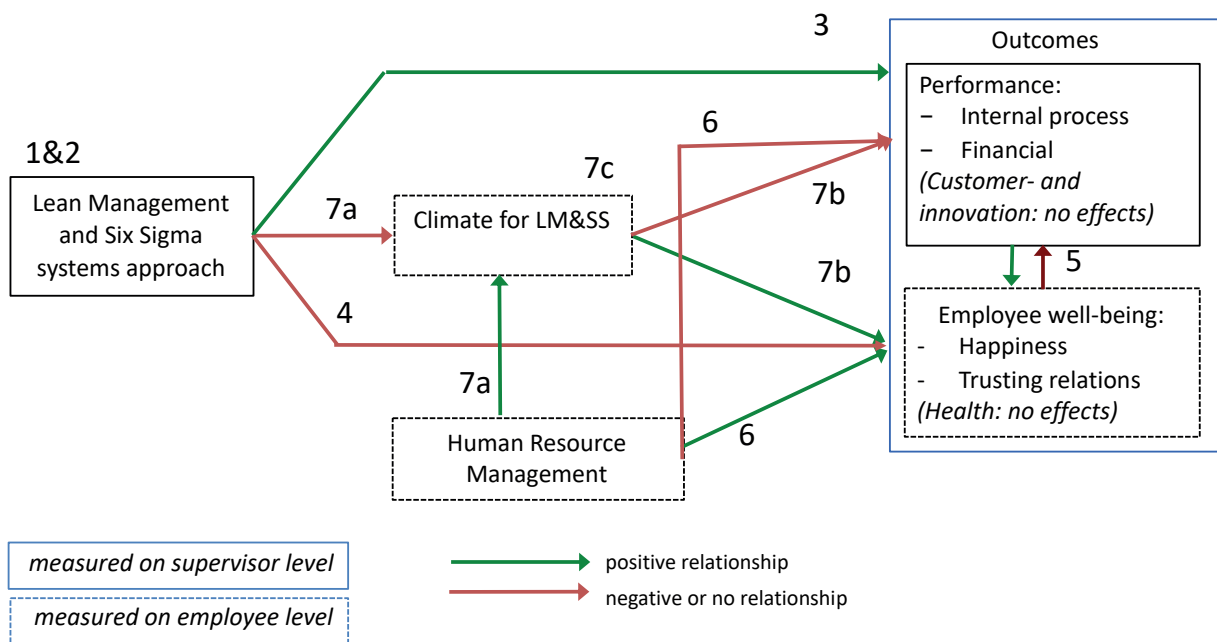 3
Outcomes
Performance:
− Internal process
− Financial
(Customer- and
innovation: no effects)
6
1&2
Lean Management
and Six Sigma
systems approach
7a
7c
Climate for LM&SS
7b
7b
5
4
Employee well-being:
- Happiness
- Trusting relations
(Health: no effects)
7a
6
Human Resource
Management
measured on supervisor level
measured on employee level
positive relationship
negative or no relationship